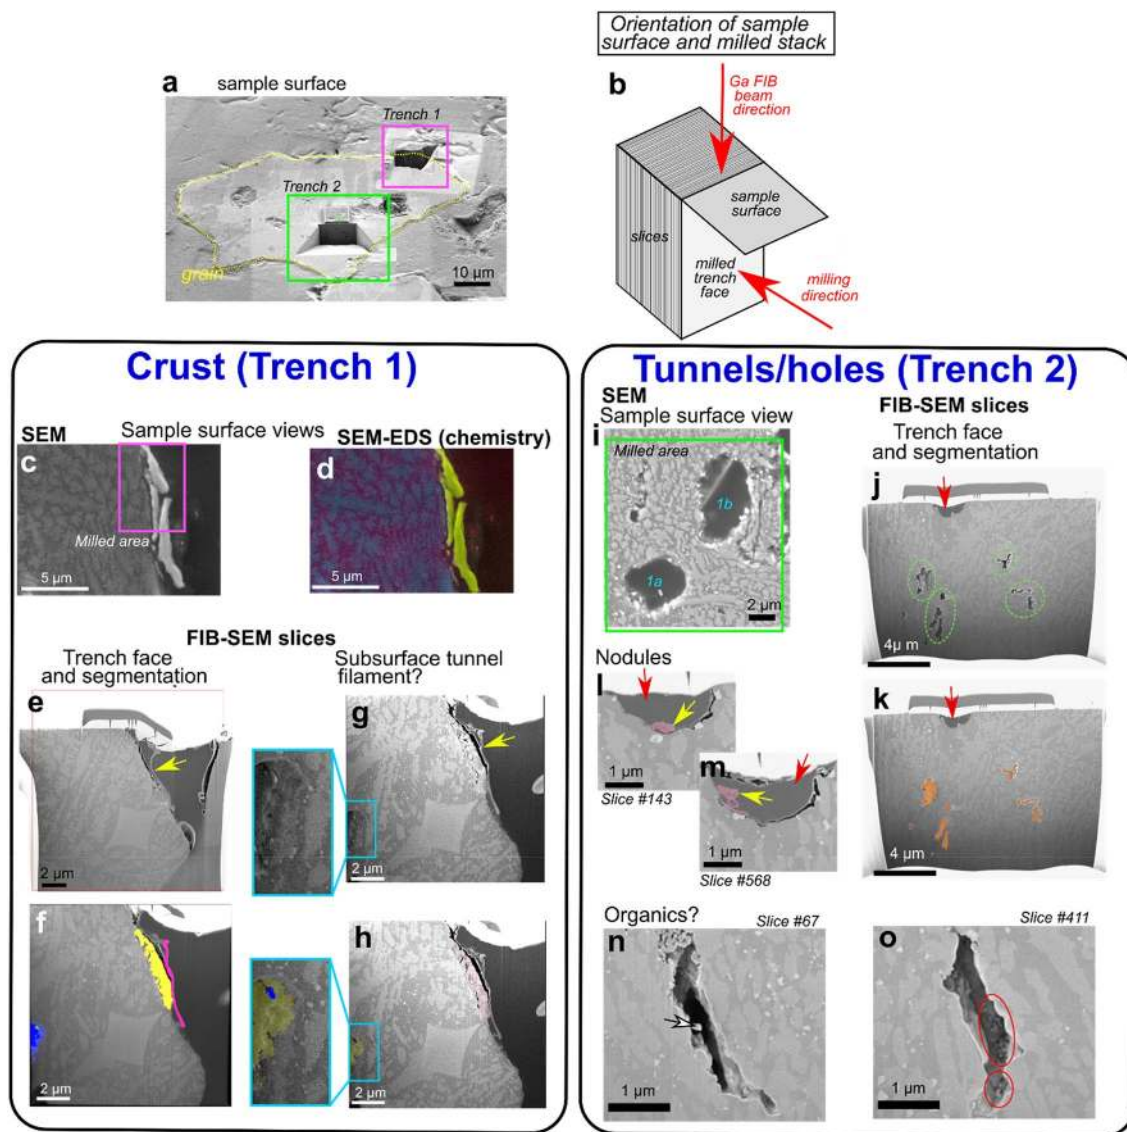 Orientation of sample
surface and milled stack
a
sample surface
Trench 1
Trench 2
grain
10 µm
b
Ga FIB
beam
direction
sample
surface
slices
milled
trench
face
milling
direction
Crust (Trench 1)
SEM
Sample surface views
SEM-EDS (chemistry)
c
Milled area
5 µm
d
5 µm
FIB-SEM slices
Trench face
and segmentation
Subsurface tunnel
filament?
e
2 µm
g
2 µm
f
2 µm
h
2 µm
Tunnels/holes (Trench 2)
SEM
Sample surface view
FIB-SEM slices
Trench face
and segmentation
i
Milled area
1b
1a
2 µm
j
4µ m
Nodules
l
1 µm
Slice #143
m
1 µm
Slice #568
k
4 µm
Organics?
Slice #67
Slice #411
n
1 µm
o
1 µm